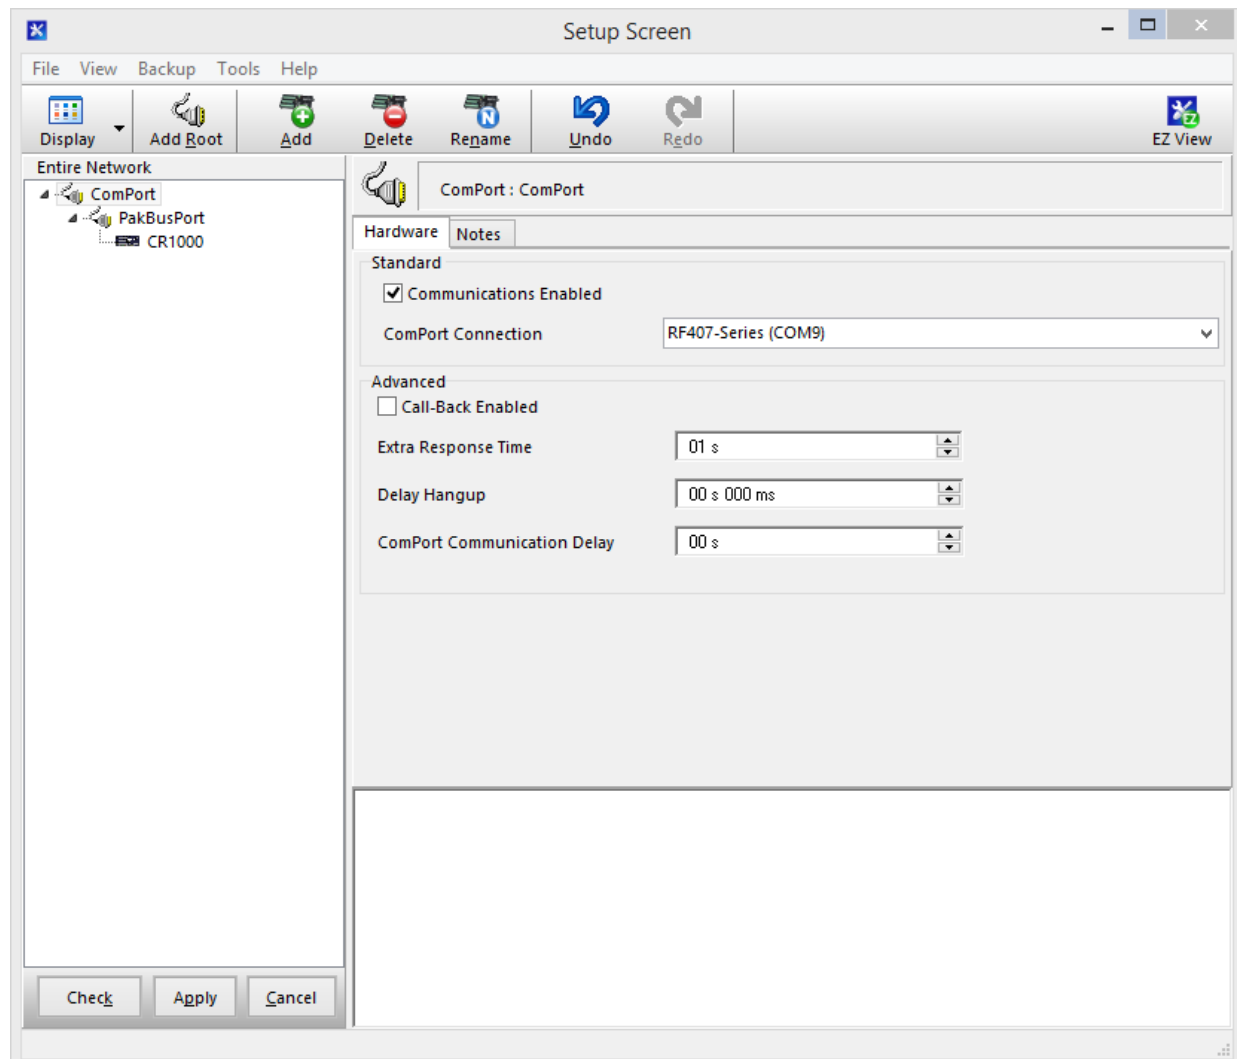 Setup Screen
File View Backup Tools Help
Display Add Root Add Delete Rename Undo Redo EZ View
Entire Network
ComPort
PakBusPort
CR1000
ComPort : ComPort
Hardware Notes
Standard
Communications Enabled
ComPort Connection RF407-Series (COM9)
Advanced
Call-Back Enabled
Extra Response Time 01 s
Delay Hangup 00 s 000 ms
ComPort Communication Delay 00 s
Check Apply Cancel